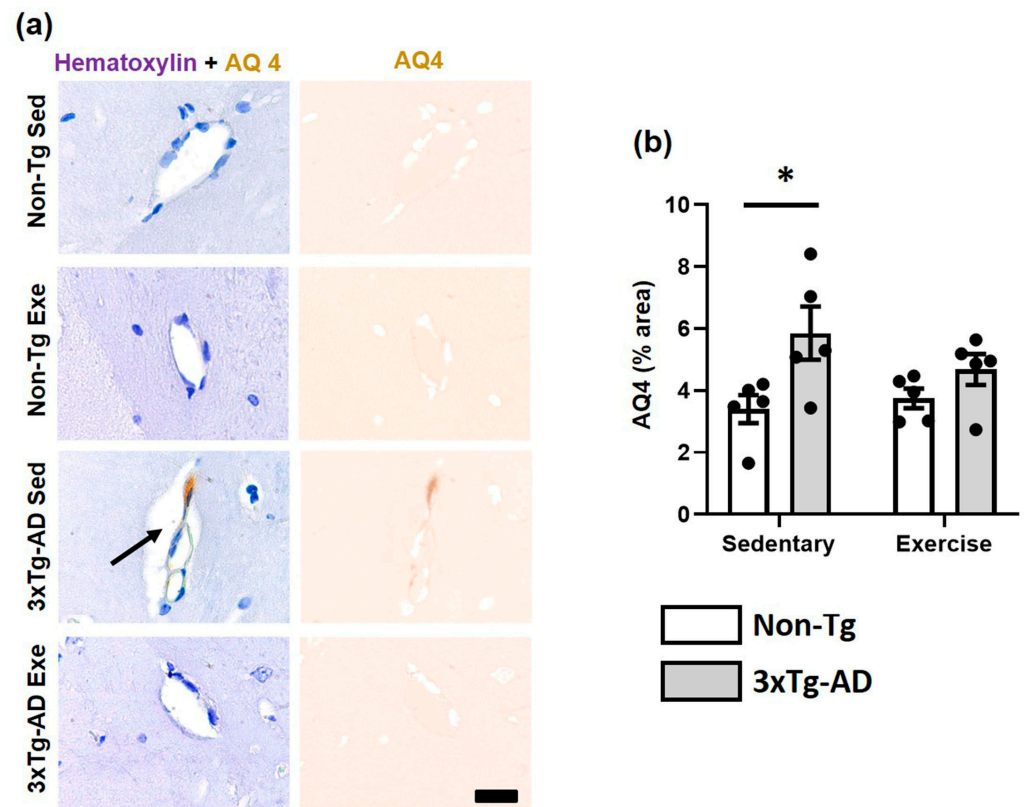 (a)
Hematoxylin + AQ 4
AQ4
Non-Tg Sed
Non-Tg Exe
3xTg-AD Sed
3xTg-AD Exe
(b)
*
AQ4 (% area)
10
8
6
4
2
0
Sedentary
Exercise
Non-Tg
3xTg-AD